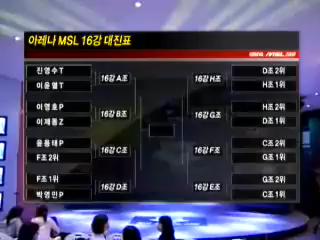 아레나 MSL 16강 대진표
진영수T
이윤열T
16강 A조
이영호P
이제동Z
16강 B조
윤용태P
F조 2위
16강 C조
F조 1위
박영민P
16강 D조
D조 2위
H조 1위
16강 H조
H조 2위
D조 1위
16강 G조
C조 2위
G조 1위
16강 F조
G조 2위
C조 1위
16강 E조